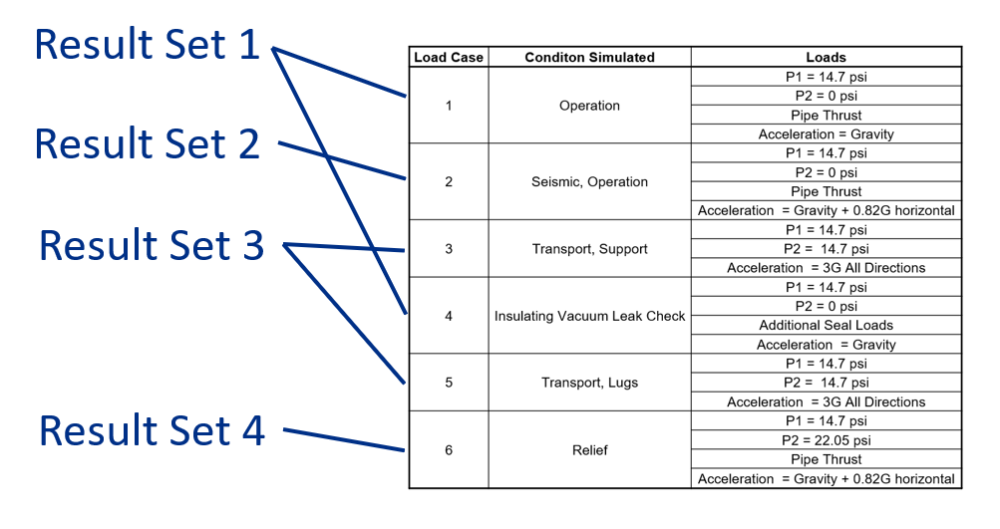 Result Set 1
Result Set 2
Result Set 3
Result Set 4
Load Case Conditon Simulated Loads
1 Operation
P1 = 14.7 psi
P2 = 0 psi
Pipe Thrust
Acceleration = Gravity
2 Seismic, Operation
P1 = 14.7 psi
P2 = 0 psi
Pipe Thrust
Acceleration = Gravity + 0.82G horizontal
3 Transport, Support
P1 = 14.7 psi
P2 = 14.7 psi
Acceleration = 3G All Directions
4 Insulating Vacuum Leak Check
P1 = 14.7 psi
P2 = 0 psi
Additional Seal Loads
Acceleration = Gravity
5 Transport, Lugs
P1 = 14.7 psi
P2 = 14.7 psi
Acceleration = 3G All Directions
6 Relief
P1 = 14.7 psi
P2 = 22.05 psi
Pipe Thrust
Acceleration = Gravity + 0.82G horizontal